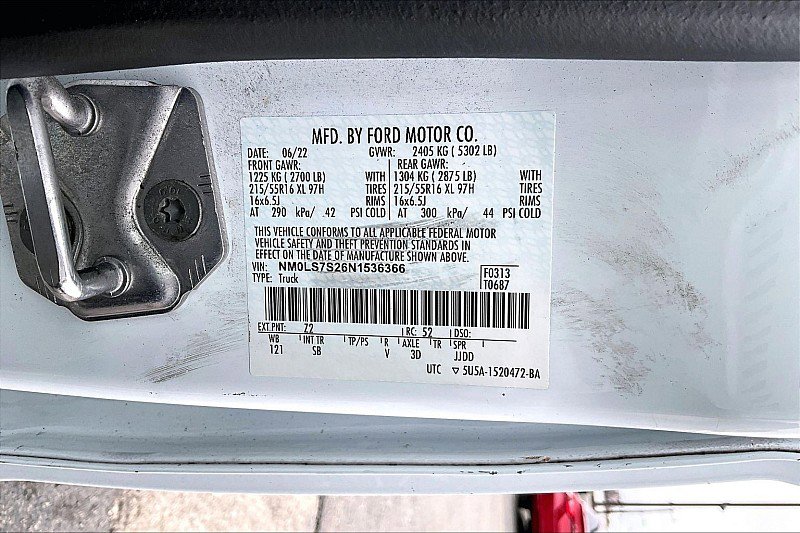 MFD. BY FORD MOTOR CO.
DATE: 06/22 GVWR: 2405 KG ( 5302 LB)
FRONT GAWR: REAR GAWR:
1225 KG ( 2700 LB) WITH 1304 KG ( 2875 LB) WITH
215/55R16 XL 97H TIRES 215/55R16 XL 97H TIRES
16x6.5J RIMS 16x6.5J RIMS
AT 290 kPa/ 42 PSI COLD AT 300 kPa/ 44 PSI COLD
THIS VEHICLE CONFORMS TO ALL APPLICABLE FEDERAL MOTOR
VEHICLE SAFETY AND THEFT PREVENTION STANDARDS IN
EFFECT ON THE DATE OF MANUFACTURE SHOWN ABOVE.
VIN: NM0LS7S26N1536366 F0313
TYPE: Truck T0687
EXT PNT: Z2 RC: 52 DSO:
WB INT TR TP/PS R AXLE TR SPR
121 SB V 3D JJDD
UTC ▽ 5U5A-1520472-BA